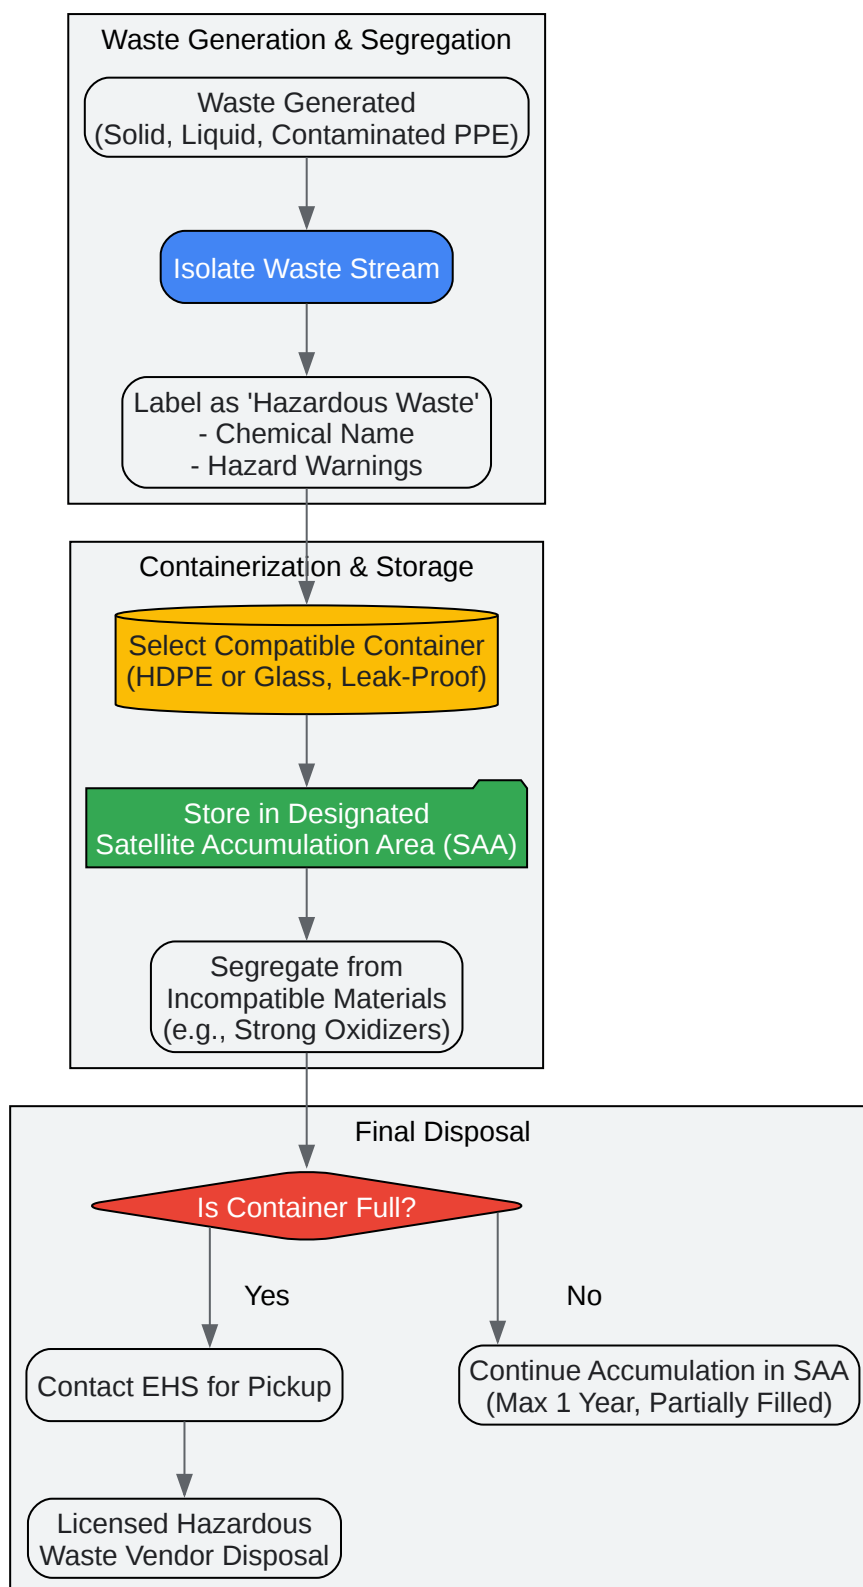 Waste Generation & Segregation
Waste Generated
(Solid, Liquid, Contaminated PPE)
Isolate Waste Stream
Label as 'Hazardous Waste'
- Chemical Name
- Hazard Warnings
Containerization & Storage
Select Compatible Container
(HDPE or Glass, Leak-Proof)
Store in Designated
Satellite Accumulation Area (SAA)
Segregate from
Incompatible Materials
(e.g., Strong Oxidizers)
Final Disposal
Is Container Full?
Yes
No
Contact EHS for Pickup
Continue Accumulation in SAA
(Max 1 Year, Partially Filled)
Licensed Hazardous
Waste Vendor Disposal